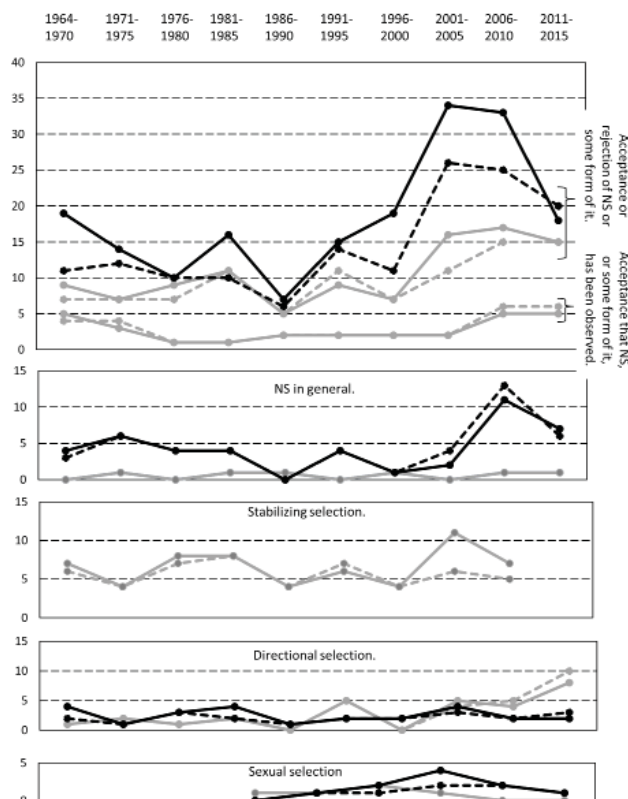 1964- 1971- 1976- 1981- 1986- 1991- 1996- 2001- 2006- 2011-
1970 1975 1980 1985 1990 1995 2000 2005 2010 2015
40
35
30
25
20
15
10
5
0
Acceptance or
rejection of NS or
some form of it.
Acceptance that NS,
or some form of it,
has been observed.
15
NS in general.
10
5
0
15
Stabilizing selection.
10
5
0
15
Directional selection.
10
5
0
5
Sexual selection
0